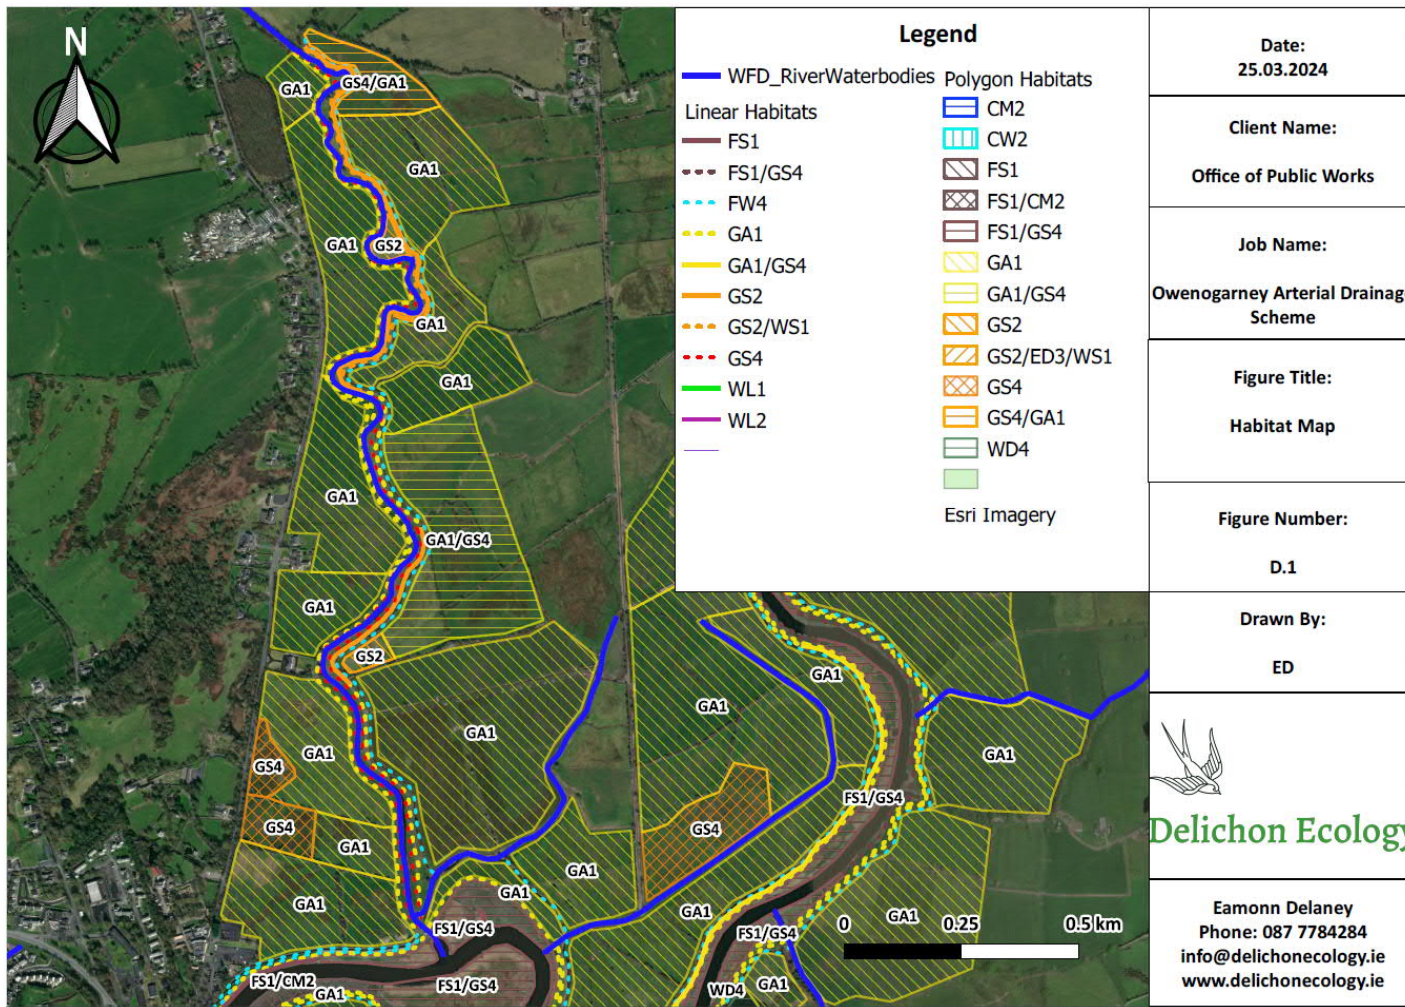 N
Legend
WFD_RiverWaterbodies
Linear Habitats
FS1
FS1/GS4
FW4
GA1
GA1/GS4
GS2
GS2/WS1
GS4
WL1
WL2
Polygon Habitats
CM2
CW2
FS1
FS1/CM2
FS1/GS4
GA1
GA1/GS4
GS2
GS2/ED3/WS1
GS4
GS4/GA1
WD4
Esri Imagery
Date:
25.03.2024
Client Name:
Office of Public Works
Job Name:
Owenogarney Arterial Drainag
Scheme
Figure Title:
Habitat Map
Figure Number:
D.1
Drawn By:
ED
Delichon Ecology
Eamonn Delaney
Phone: 087 7784284
info@delichonecology.ie
www.delichonecology.ie
GS4/GA1
GA1
GA1
GA1
GS2
GA1
GA1
GA1
GA1/GS4
GA1
GS2
GA1
GA1
GA1
GA1
GA1
GS4
FS1/GS4
GS4
GS4
GA1
GA1
GA1
GA1
GA1
GA1
FS1/GS4
FS1/GS4
FS1/CM2
FS1/GS4
GA1
WD4
GA1
0 0.25 0.5 km